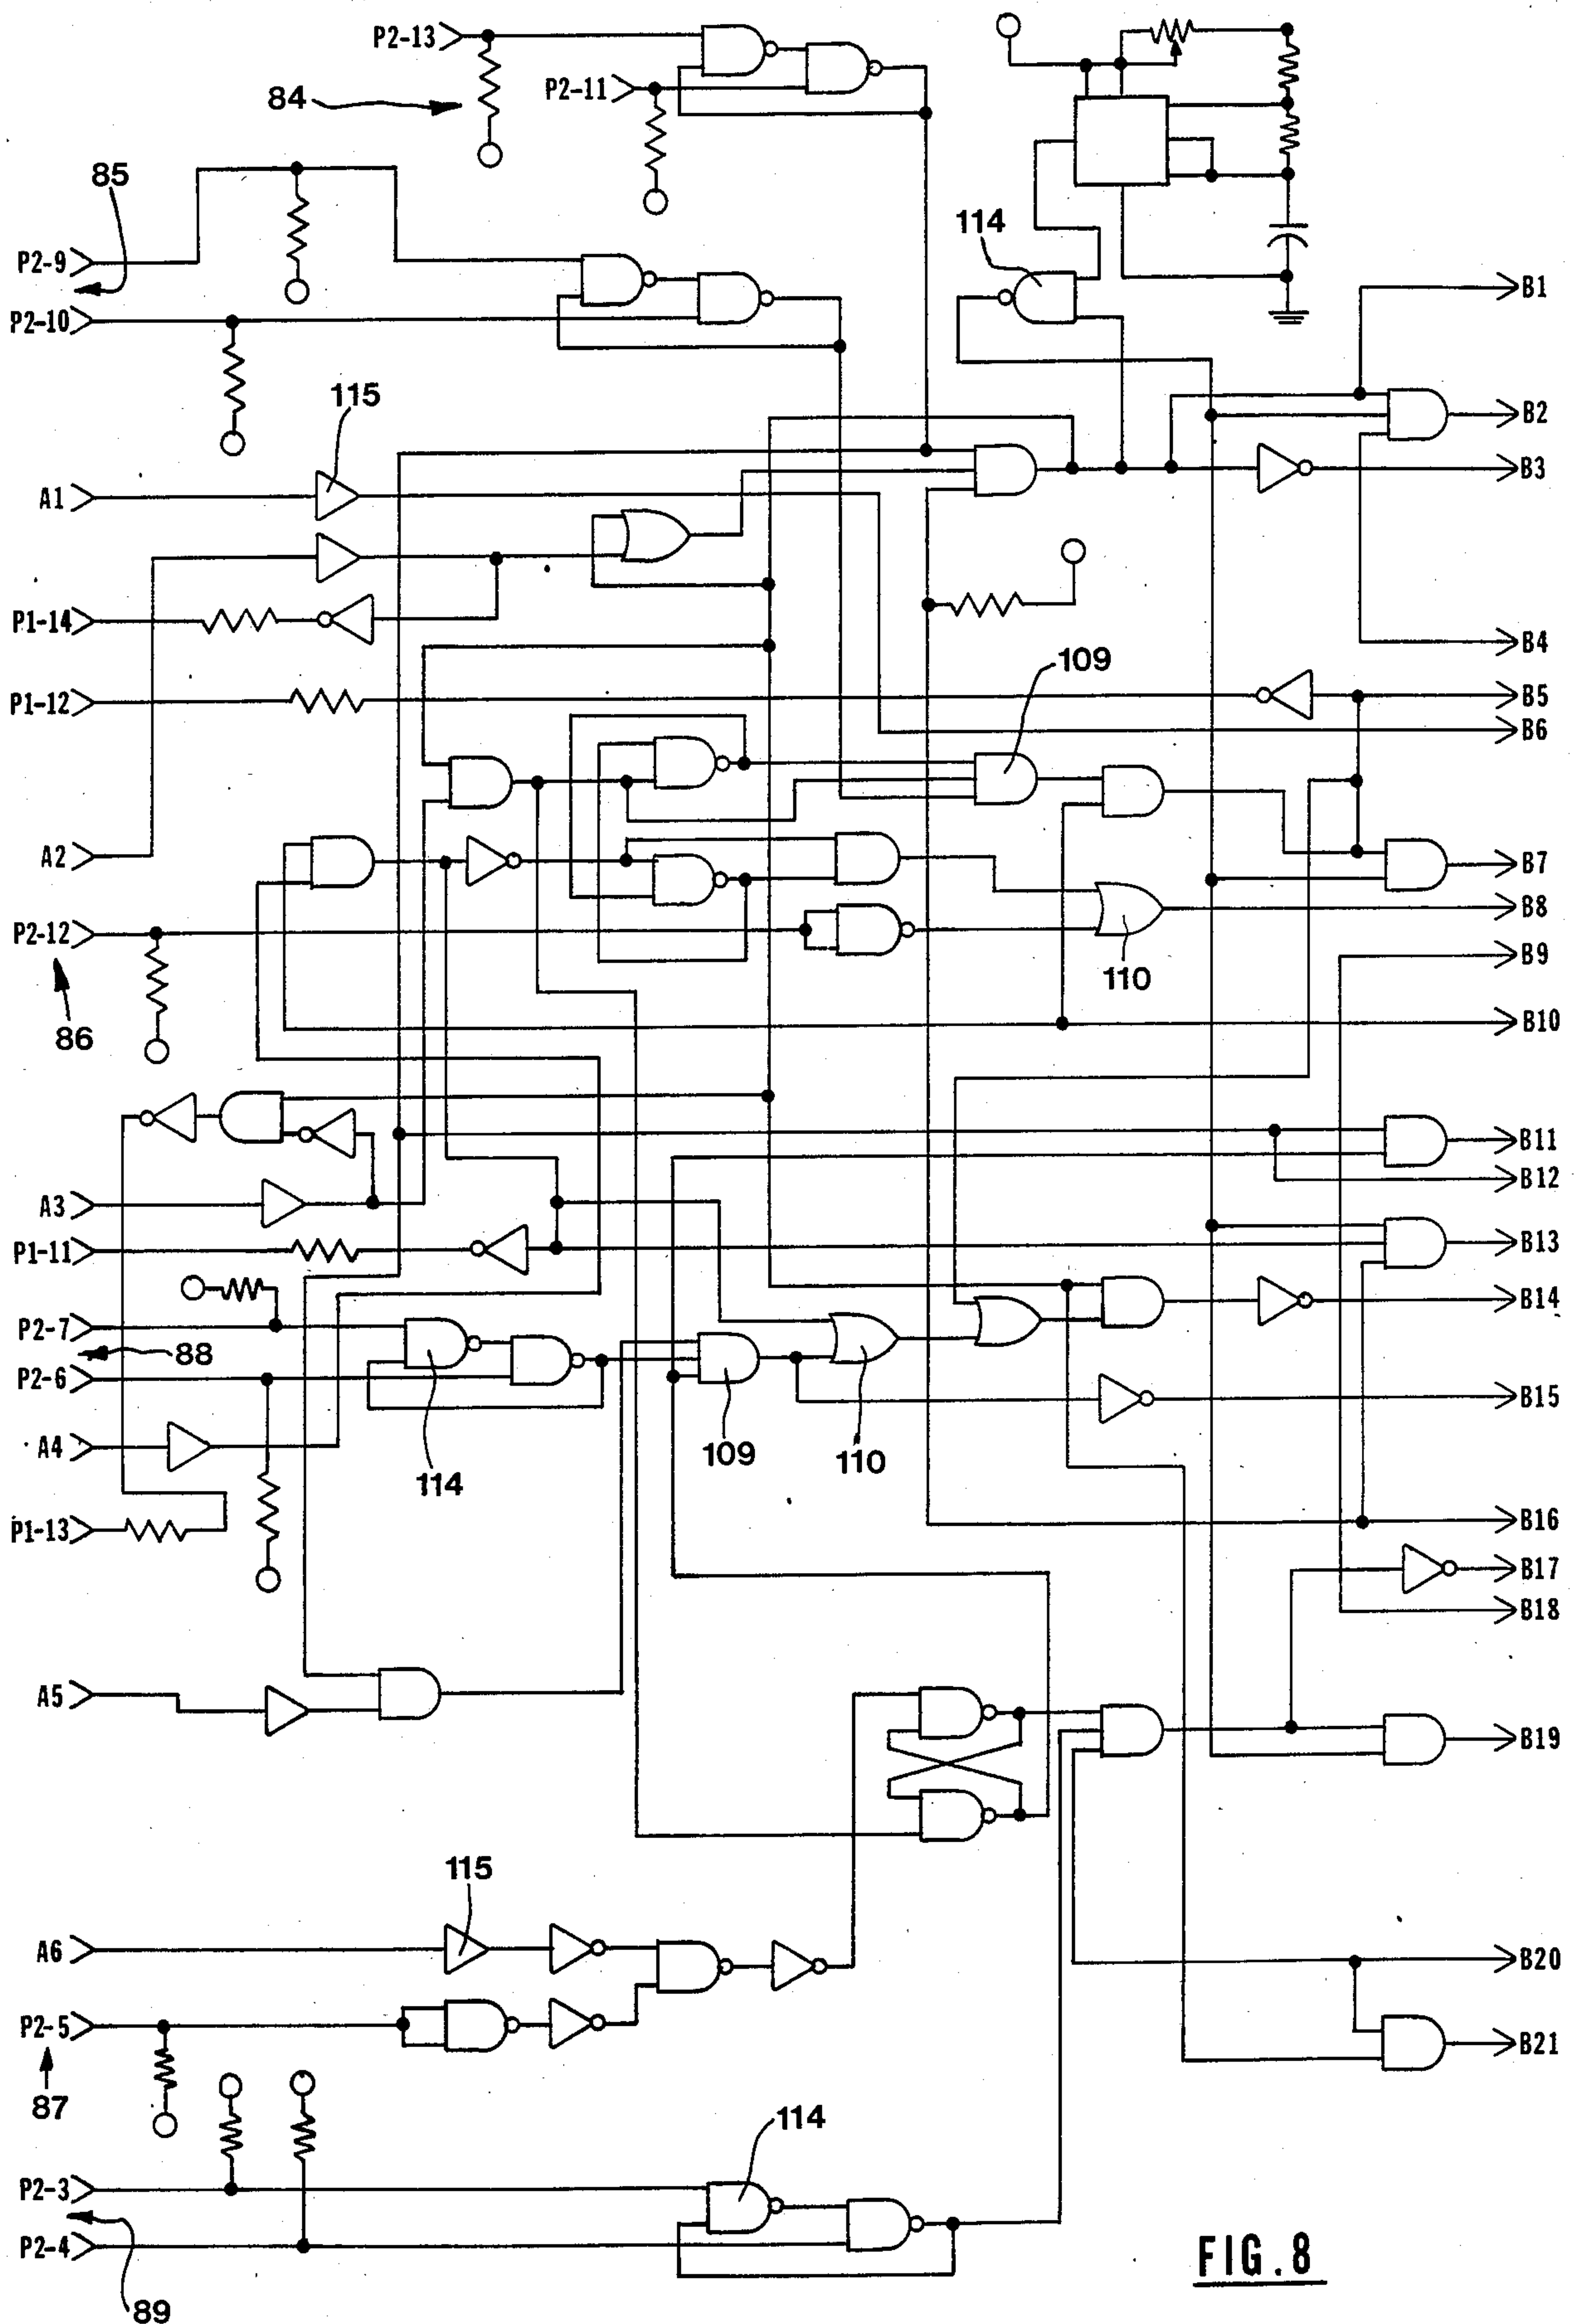 P2-13
84
P2-11
85
P2-9
114
P2-10
B1
115
B2
B3
A1
P1-14
B4
109
P1-12
B5
B6
A2
B7
P2-12
B8
110
B9
86
B10
B11
A3
B12
P1-11
B13
B14
P2-7
88
P2-6
B15
A4
114
109
110
P1-13
B16
B17
B18
A5
B19
115
A6
B20
P2-5
B21
87
114
P2-3
P2-4
89
FIG. 8